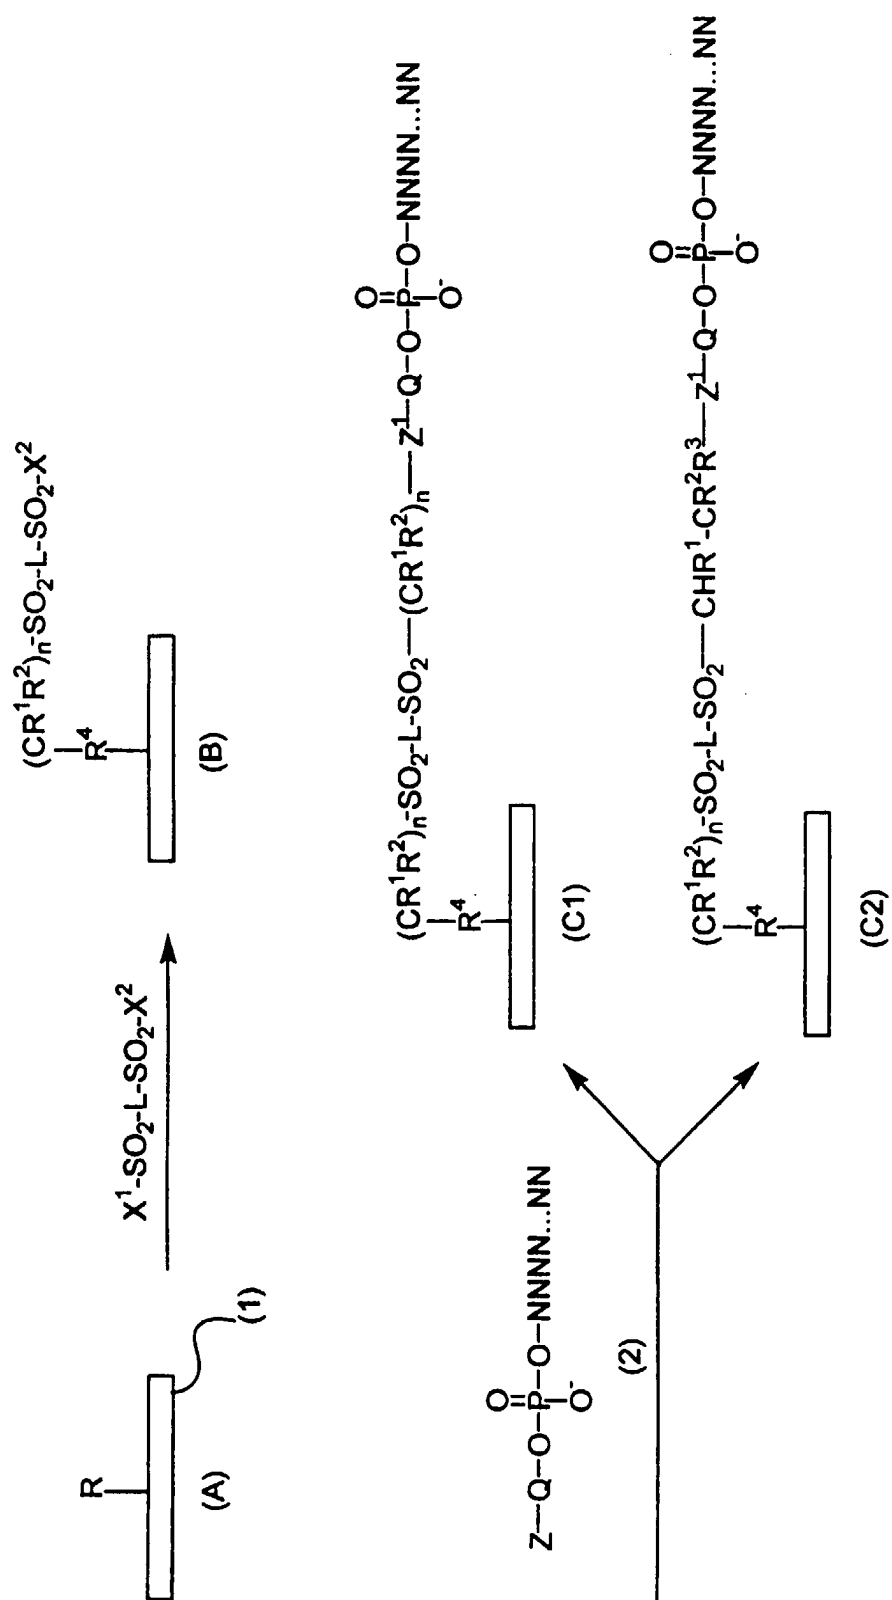 X¹-SO₂-L-SO₂-X²
R
(1)
(A)
(CR¹R²)ₙ-SO₂-L-SO₂-X²
R⁴
(B)
O
Z—Q—O—P—O—NNNN...NN
O⁻
(2)
O
(CR¹R²)ₙ-SO₂-L-SO₂—(CR¹R²)ₙ—Z¹-Q—O—P—O—NNNN...NN
O⁻
R⁴
(C1)
O
(CR¹R²)ₙ-SO₂-L-SO₂—CHR¹-CR²R³—Z¹-Q—O—P—O—NNNN...NN
O⁻
R⁴
(C2)